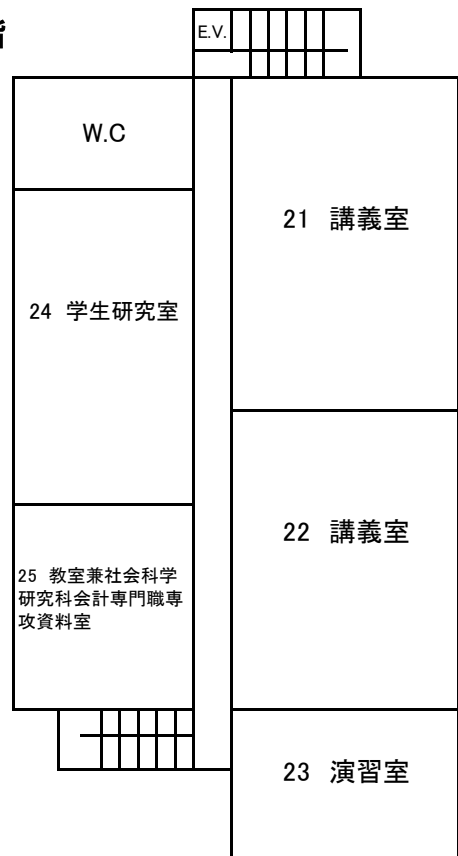 階
E.V.
W.C
21 講義室
24 学生研究室
22 講義室
25 教室兼社会科学
研究科会計専門職専
攻資料室
23 演習室